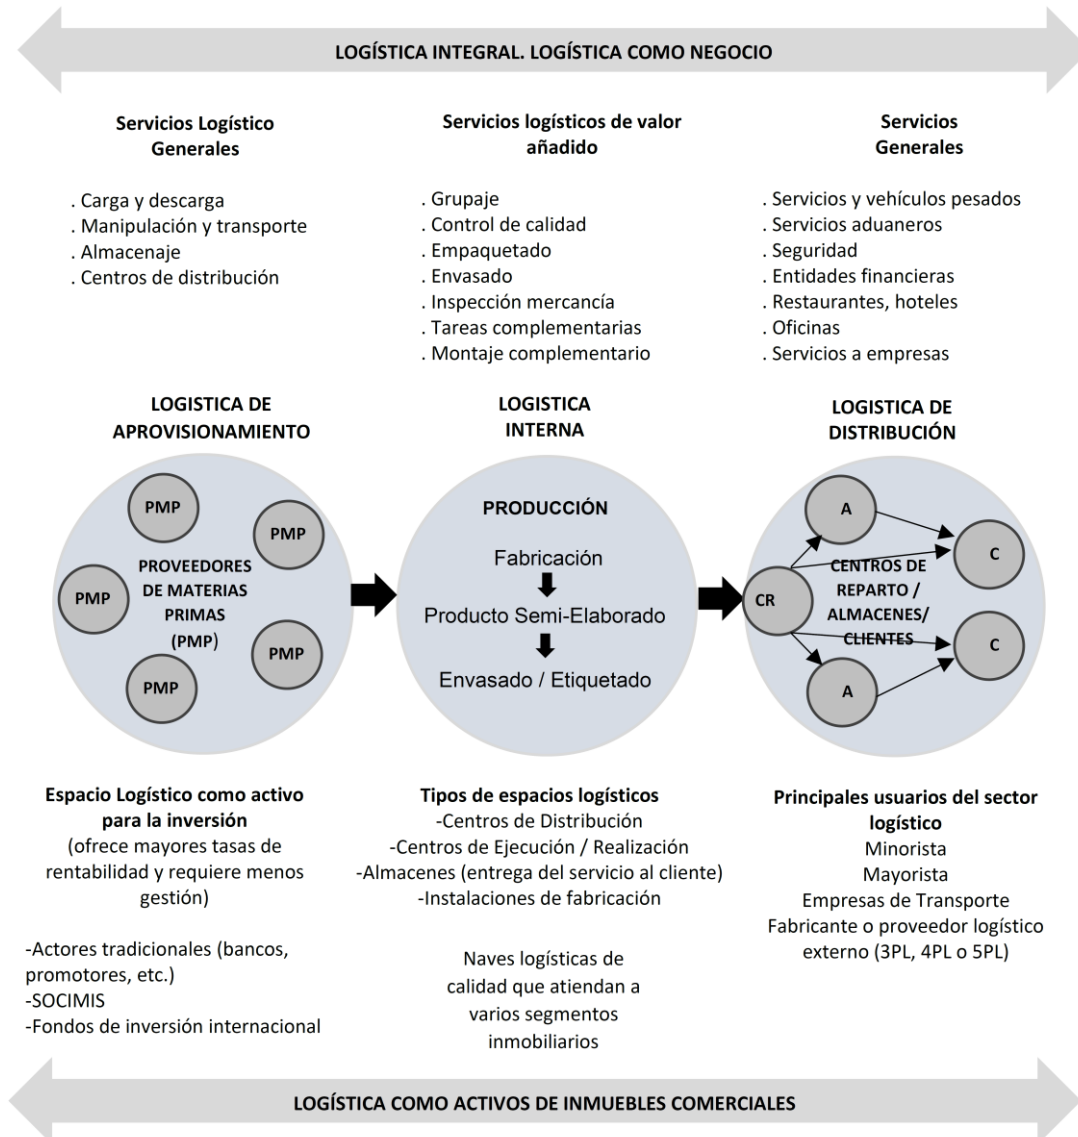 LOGÍSTICA INTEGRAL. LOGÍSTICA COMO NEGOCIO
Servicios Logístico
Generales
. Carga y descarga
. Manipulación y transporte
. Almacenaje
. Centros de distribución
Servicios logísticos de valor
añadido
. Grupaje
. Control de calidad
. Empaquetado
. Envasado
. Inspección mercancía
. Tareas complementarias
. Montaje complementario
Servicios
Generales
. Servicios y vehículos pesados
. Servicios aduaneros
. Seguridad
. Entidades financieras
. Restaurantes, hoteles
. Oficinas
. Servicios a empresas
LOGISTICA DE
APROVISIONAMIENTO
PMP
PMP
PMP
PMP
PMP
PROVEEDORES
DE MATERIAS
PRIMAS
(PMP)
LOGISTICA
INTERNA
PRODUCCIÓN
Fabricación
Producto Semi-Elaborado
Envasado / Etiquetado
LOGISTICA DE
DISTRIBUCIÓN
A
C
CR
CENTROS DE
REPARTO /
ALMACENES/
CLIENTES
C
A
Espacio Logístico como activo
para la inversión
(ofrece mayores tasas de
rentabilidad y requiere menos
gestión)
-Actores tradicionales (bancos,
promotores, etc.)
-SOCIMIS
-Fondos de inversión internacional
Tipos de espacios logísticos
-Centros de Distribución
-Centros de Ejecución / Realización
-Almacenes (entrega del servicio al cliente)
-Instalaciones de fabricación
Naves logísticas de
calidad que atiendan a
varios segmentos
inmobiliarios
Principales usuarios del sector
logístico
Minorista
Mayorista
Empresas de Transporte
Fabricante o proveedor logístico
externo (3PL, 4PL o 5PL)
LOGÍSTICA COMO ACTIVOS DE INMUEBLES COMERCIALES